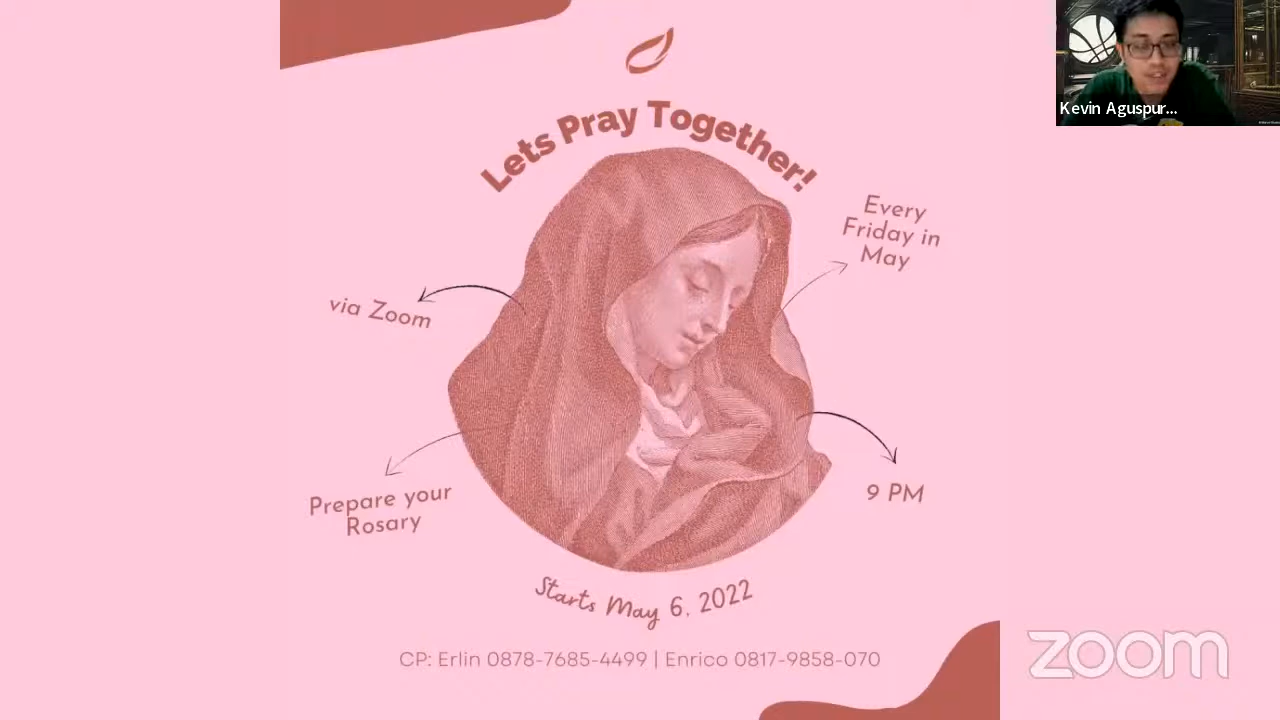 Lets Pray Together!
Every
Friday in
May
via Zoom
Prepare your
Rosary
9 PM
Starts May 6, 2022
CP: Erlin 0878-7685-4499 | Enrico 0817-9858-070
Kevin Aguspur...
zoom